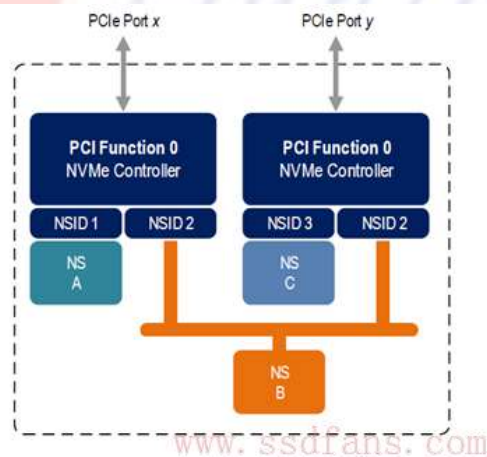 PCIe Port x
PCIe Port y
PCI Function 0
NVMe Controller
PCI Function 0
NVMe Controller
NSID 1
NSID 2
NSID 3
NSID 2
NS
A
NS
C
NS
B
www.ssdfans.com